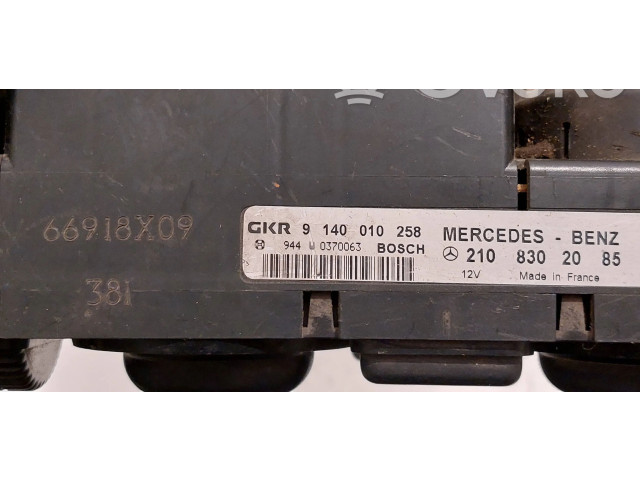 66918X09
381
GKR 9 140 010 258 MERCEDES - BENZ
944 W 0370063 BOSCH 210 830 20 85
12V Made in France